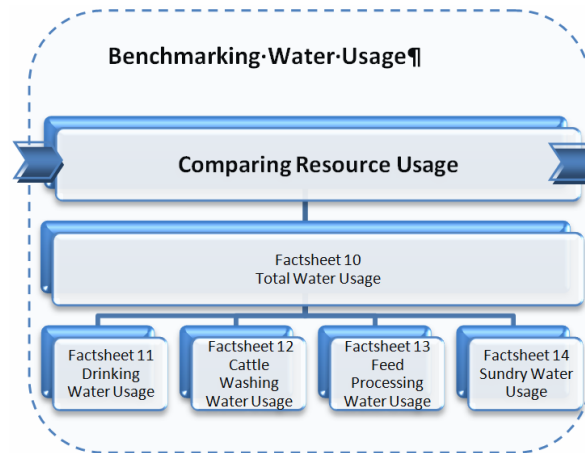 Benchmarking·Water·Usage¶
Comparing Resource Usage
Factsheet 10
Total Water Usage
Factsheet 11
Drinking
Water Usage
Factsheet 12
Cattle
Washing
Water Usage
Factsheet 13
Feed
Processing
Water Usage
Factsheet 14
Sundry Water
Usage